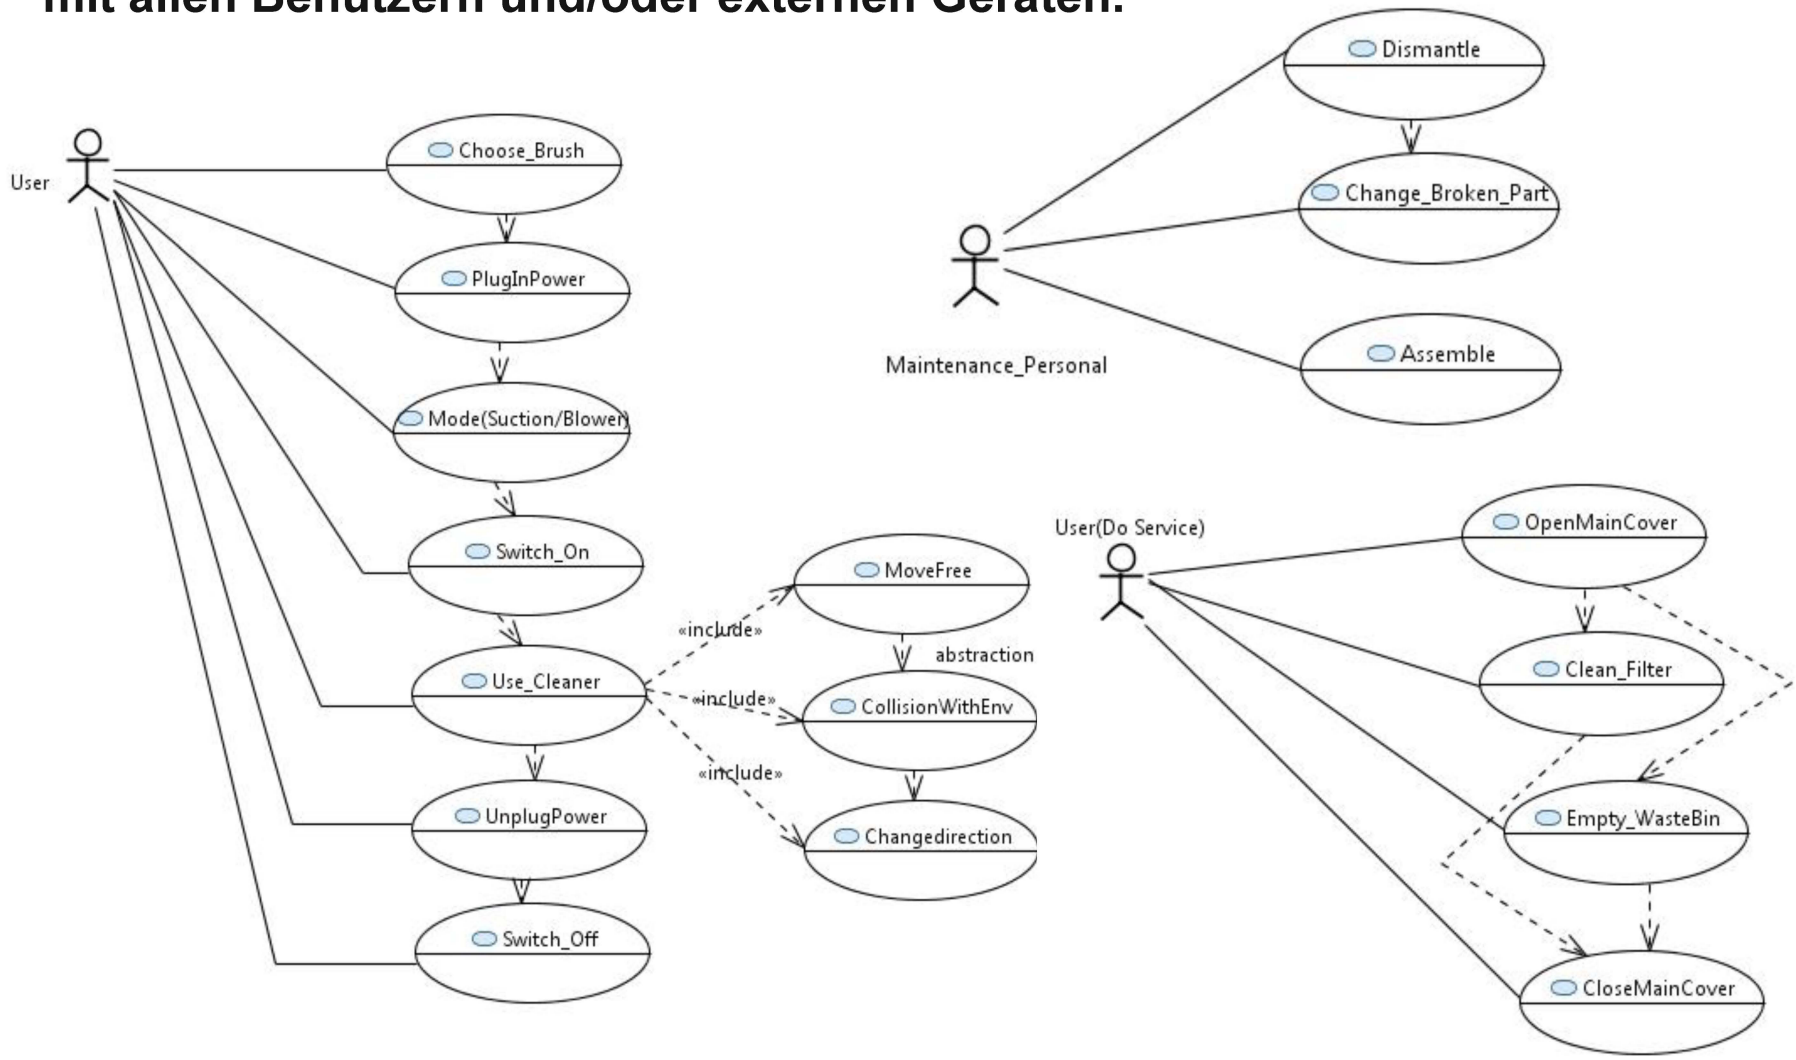 mit allen Benutzern und/oder externen Geräten.
User
Choose_Brush
PlugInPower
Mode(Suction/Blower)
Switch_On
Use_Cleaner
UnplugPower
Switch_Off
«include»
«include»
«include»
MoveFree
abstraction
CollisionWithEnv
Changedirection
Maintenance_Personal
Dismantle
Change_Broken_Part
Assemble
User(Do Service)
OpenMainCover
Clean_Filter
Empty_WasteBin
CloseMainCover